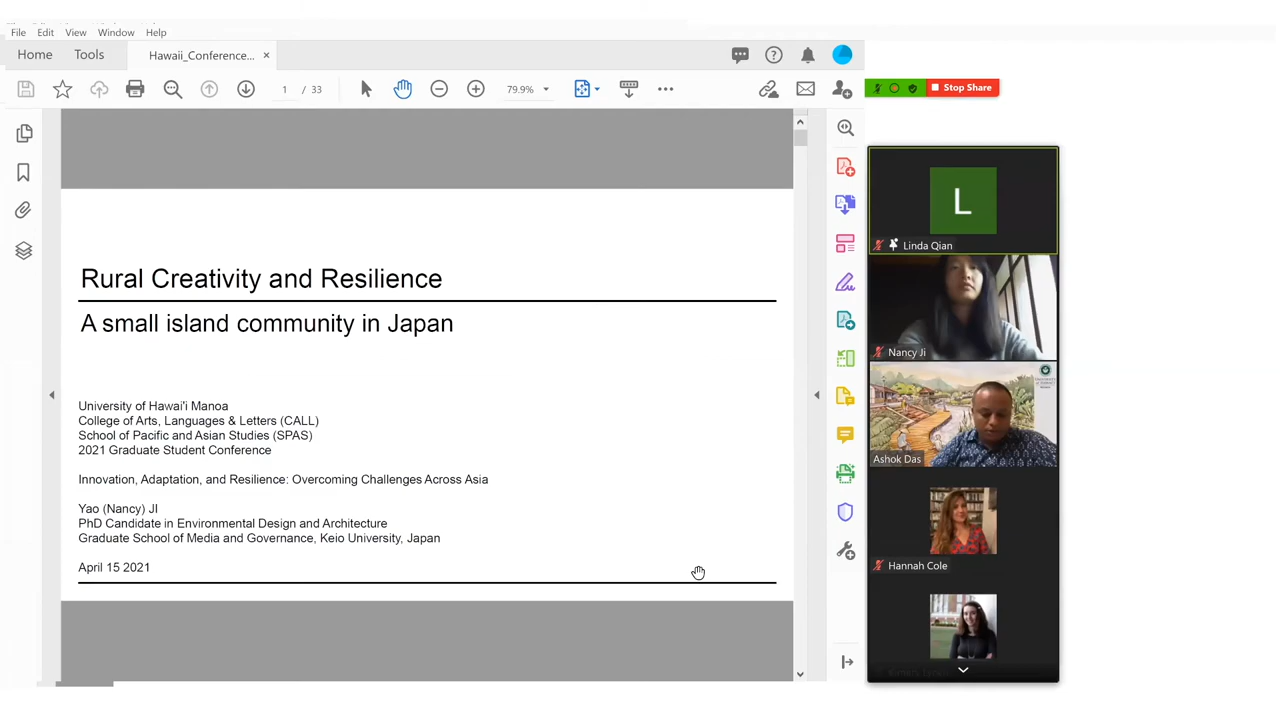 File Edit View Window Help
Home Tools Hawaii_Conference... ×
1 / 33 79.9%
Stop Share
Rural Creativity and Resilience
A small island community in Japan
University of Hawai'i Manoa
College of Arts, Languages & Letters (CALL)
School of Pacific and Asian Studies (SPAS)
2021 Graduate Student Conference
Innovation, Adaptation, and Resilience: Overcoming Challenges Across Asia
Yao (Nancy) JI
PhD Candidate in Environmental Design and Architecture
Graduate School of Media and Governance, Keio University, Japan
April 15 2021
L
Linda Qian
Nancy Ji
Ashok Das
Hannah Cole